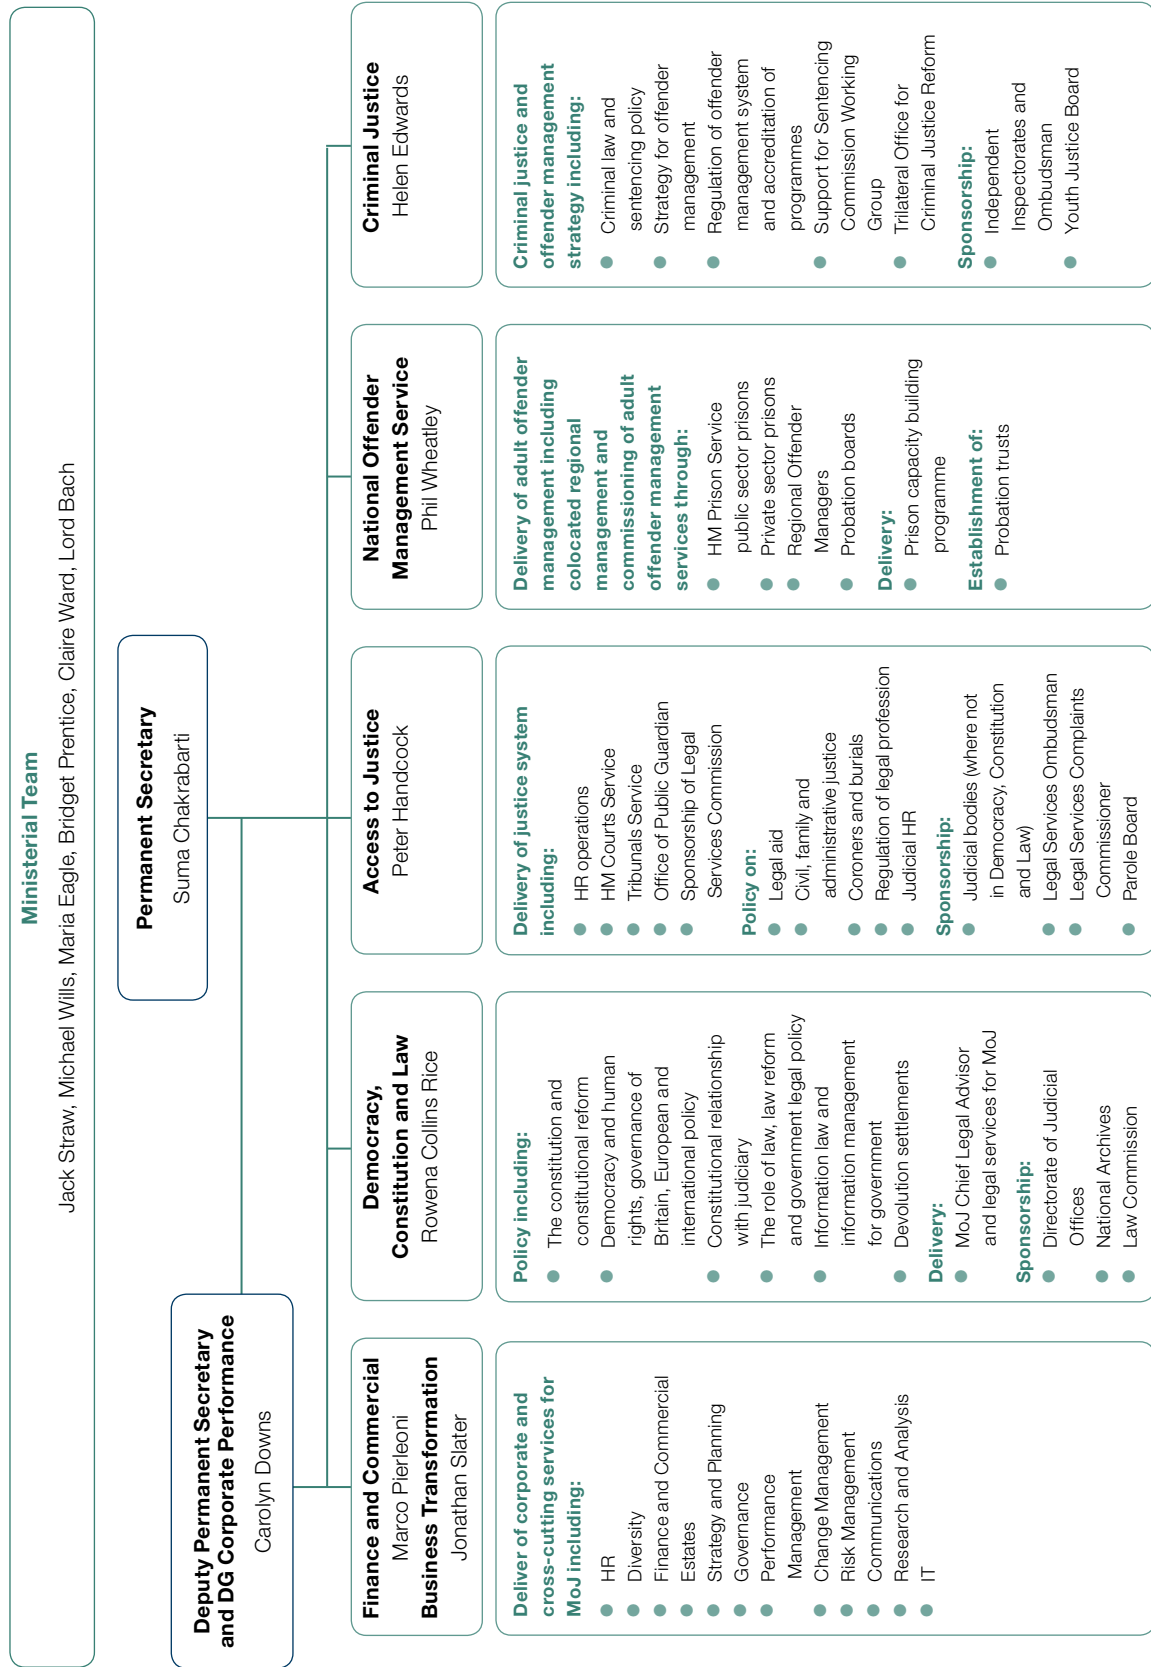 Ministerial Team
Jack Straw, Michael Wills, Maria Eagle, Bridget Prentice, Claire Ward, Lord Bach
Permanent Secretary
Suma Chakrabarti
Deputy Permanent Secretary
and DG Corporate Performance
Carolyn Downs
Finance and Commercial
Marco Pierleoni
Business Transformation
Jonathan Slater
Deliver of corporate and
cross-cutting services for
MoJ including:
● HR
● Diversity
● Finance and Commercial
● Estates
● Strategy and Planning
● Governance
● Performance
Management
● Change Management
● Risk Management
● Communications
● Research and Analysis
● IT
Democracy,
Constitution and Law
Rowena Collins Rice
Policy including:
● The constitution and
constitutional reform
● Democracy and human
rights, governance of
Britain, European and
international policy
● Constitutional relationship
with judiciary
● The role of law, law reform
and government legal policy
● Information law and
information management
for government
● Devolution settlements
Delivery:
● MoJ Chief Legal Advisor
and legal services for MoJ
Sponsorship:
● Directorate of Judicial
Offices
● National Archives
● Law Commission
Access to Justice
Peter Handcock
Delivery of justice system
including:
● HR operations
● HM Courts Service
● Tribunals Service
● Office of Public Guardian
● Sponsorship of Legal
Services Commission
Policy on:
● Legal aid
● Civil, family and
administrative justice
● Coroners and burials
● Regulation of legal profession
● Judicial HR
Sponsorship:
● Judicial bodies (where not
in Democracy, Constitution
and Law)
● Legal Services Ombudsman
● Legal Services Complaints
Commissioner
● Parole Board
National Offender
Management Service
Phil Wheatley
Delivery of adult offender
management including
colocated regional
management and
commissioning of adult
offender management
services through:
● HM Prison Service
public sector prisons
● Private sector prisons
● Regional Offender
Managers
● Probation boards
Delivery:
● Prison capacity building
programme
Establishment of:
● Probation trusts
Criminal Justice
Helen Edwards
Criminal justice and
offender management
strategy including:
● Criminal law and
sentencing policy
● Strategy for offender
management
● Regulation of offender
management system
and accreditation of
programmes
● Support for Sentencing
Commission Working
Group
● Trilateral Office for
Criminal Justice Reform
Sponsorship:
● Independent
Inspectorates and
Ombudsman
● Youth Justice Board